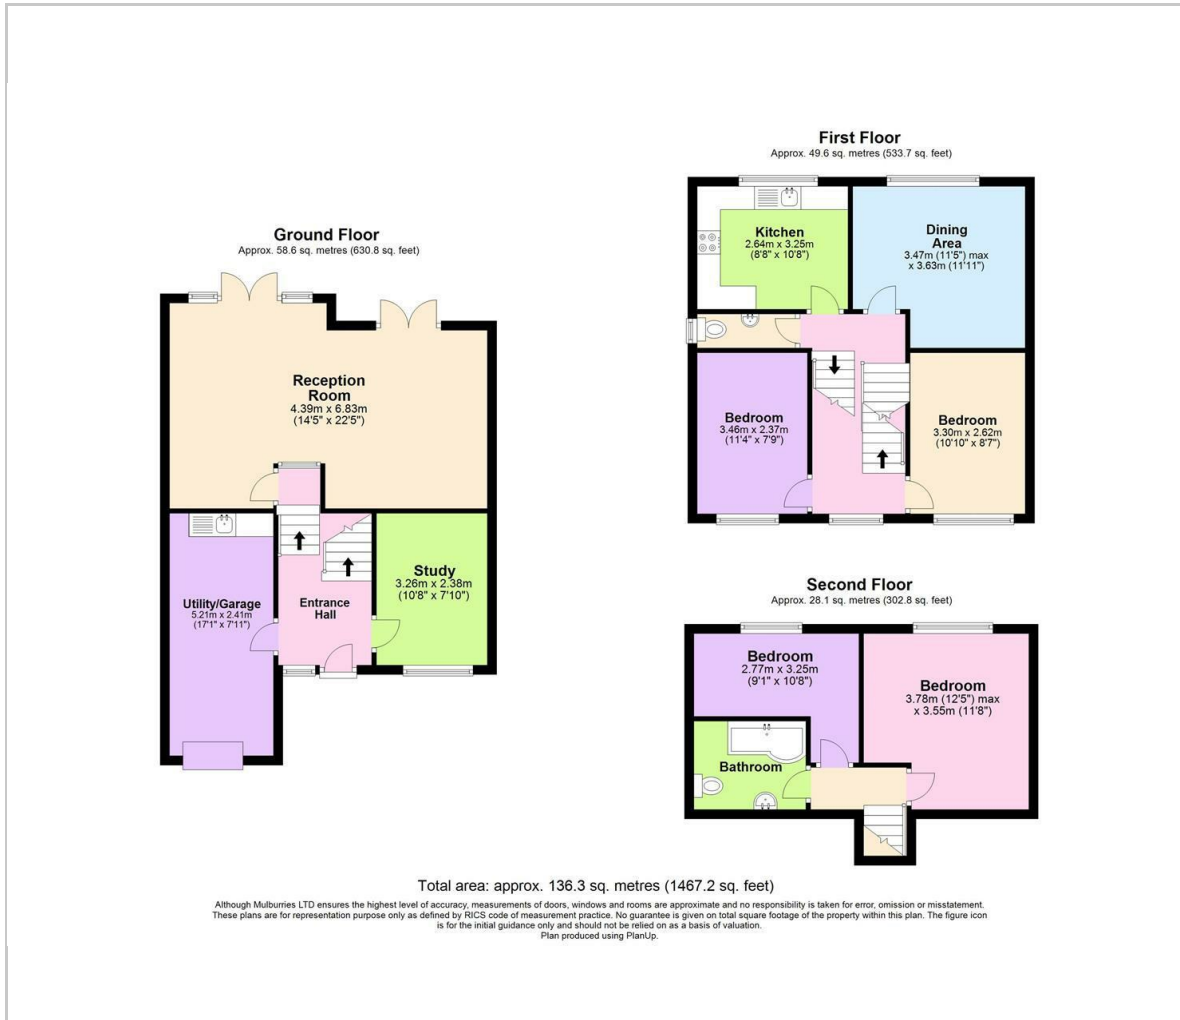 Ground Floor
Approx. 58.6 sq. metres (630.8 sq. feet)
Reception
Room
4.39m x 6.83m
(14'5" x 22'5")
Utility/Garage
5.21m x 2.41m
(17'1" x 7'11")
Entrance
Hall
Study
3.26m x 2.38m
(10'8" x 7'10")
First Floor
Approx. 49.6 sq. metres (533.7 sq. feet)
Kitchen
2.64m x 3.25m
(8'8" x 10'8")
Dining
Area
3.47m (11'5") max
x 3.63m (11'11")
Bedroom
3.46m x 2.37m
(11'4" x 7'9")
Bedroom
3.30m x 2.62m
(10'10" x 8'7")
Second Floor
Approx. 28.1 sq. metres (302.8 sq. feet)
Bedroom
2.77m x 3.25m
(9'1" x 10'8")
Bedroom
3.78m (12'5") max
x 3.55m (11'8")
Bathroom
Total area: approx. 136.3 sq. metres (1467.2 sq. feet)
Although Mulburries LTD ensures the highest level of accuracy, measurements of doors, windows and rooms are approximate and no responsibility is taken for error, omission or misstatement.
These plans are for representation purpose only as defined by RICS code of measurement practice. No guarantee is given on total square footage of the property within this plan. The figure icon
is for the initial guidance only and should not be relied on as a basis of valuation.
Plan produced using PlanUp.